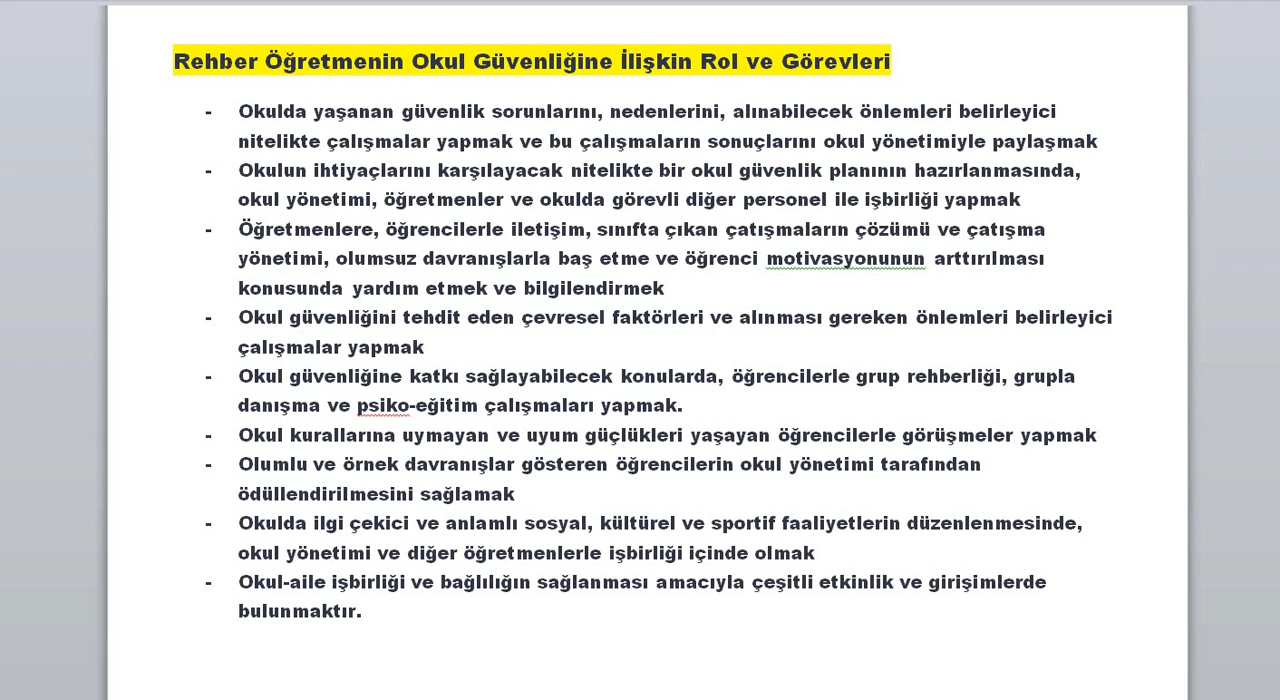 Rehber Öğretmenin Okul Güvenliğine İlişkin Rol ve Görevleri
- Okulda yaşanan güvenlik sorunlarını, nedenlerini, alınabilecek önlemleri belirleyici
nitelikte çalışmalar yapmak ve bu çalışmaların sonuçlarını okul yönetimiyle paylaşmak
- Okulun ihtiyaçlarını karşılayacak nitelikte bir okul güvenlik planının hazırlanmasında,
okul yönetimi, öğretmenler ve okulda görevli diğer personel ile işbirliği yapmak
- Öğretmenlere, öğrencilerle iletişim, sınıfta çıkan çatışmaların çözümü ve çatışma
yönetimi, olumsuz davranışlarla baş etme ve öğrenci motivasyonunun arttırılması
konusunda yardım etmek ve bilgilendirmek
- Okul güvenliğini tehdit eden çevresel faktörleri ve alınması gereken önlemleri belirleyici
çalışmalar yapmak
- Okul güvenliğine katkı sağlayabilecek konularda, öğrencilerle grup rehberliği, grupla
danışma ve psiko-eğitim çalışmaları yapmak.
- Okul kurallarına uymayan ve uyum güçlükleri yaşayan öğrencilerle görüşmeler yapmak
- Olumlu ve örnek davranışlar gösteren öğrencilerin okul yönetimi tarafından
ödüllendirilmesini sağlamak
- Okulda ilgi çekici ve anlamlı sosyal, kültürel ve sportif faaliyetlerin düzenlenmesinde,
okul yönetimi ve diğer öğretmenlerle işbirliği içinde olmak
- Okul-aile işbirliği ve bağlılığın sağlanması amacıyla çeşitli etkinlik ve girişimlerde
bulunmaktır.